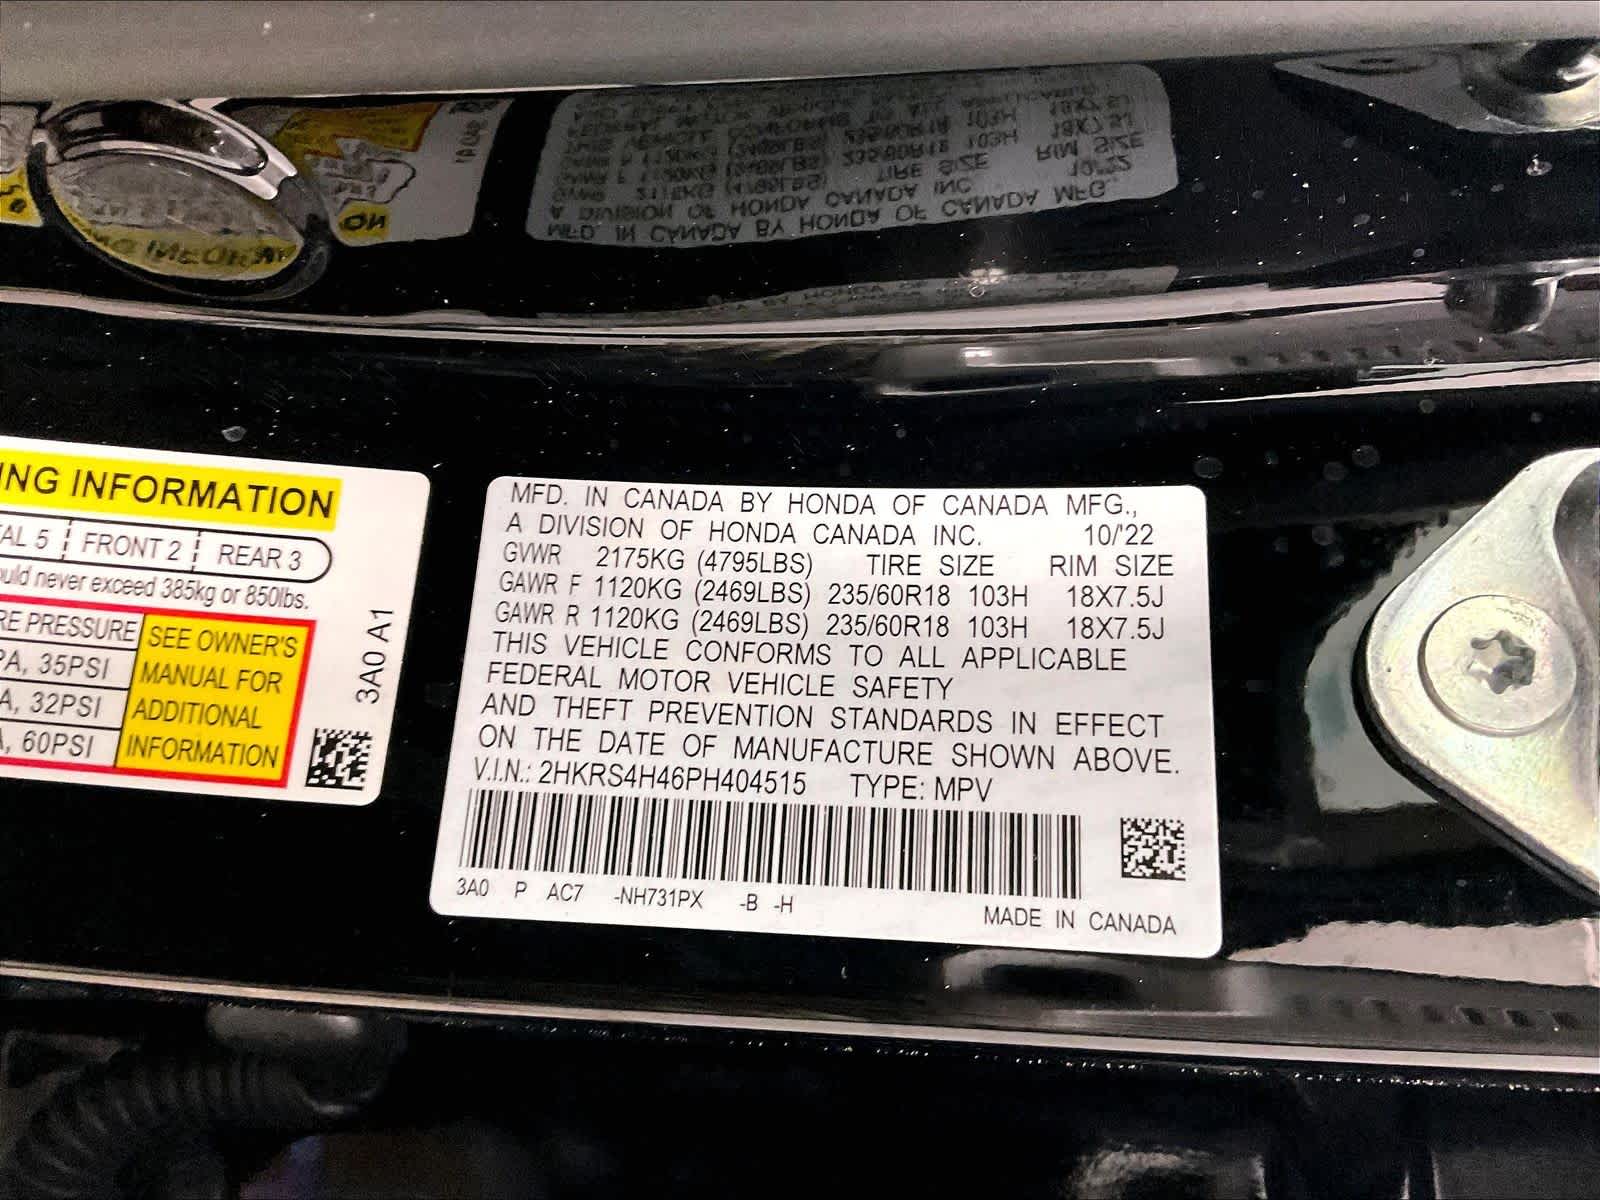 NG INFORMATION
AL 5 FRONT 2 REAR 3
uld never exceed 385kg or 850lbs.
RE PRESSURE
PA, 35PSI
A, 32PSI
, 60PSI
SEE OWNER'S
MANUAL FOR
ADDITIONAL
INFORMATION
3A0 A1
MFD. IN CANADA BY HONDA OF CANADA MFG.,
A DIVISION OF HONDA CANADA INC. 10/'22
GVWR 2175KG (4795LBS) TIRE SIZE RIM SIZE
GAWR F 1120KG (2469LBS) 235/60R18 103H 18X7.5J
GAWR R 1120KG (2469LBS) 235/60R18 103H 18X7.5J
THIS VEHICLE CONFORMS TO ALL APPLICABLE
FEDERAL MOTOR VEHICLE SAFETY
AND THEFT PREVENTION STANDARDS IN EFFECT
ON THE DATE OF MANUFACTURE SHOWN ABOVE.
V.I.N.: 2HKRS4H46PH404515 TYPE: MPV
3A0 P AC7 -NH731PX -B -H
MADE IN CANADA